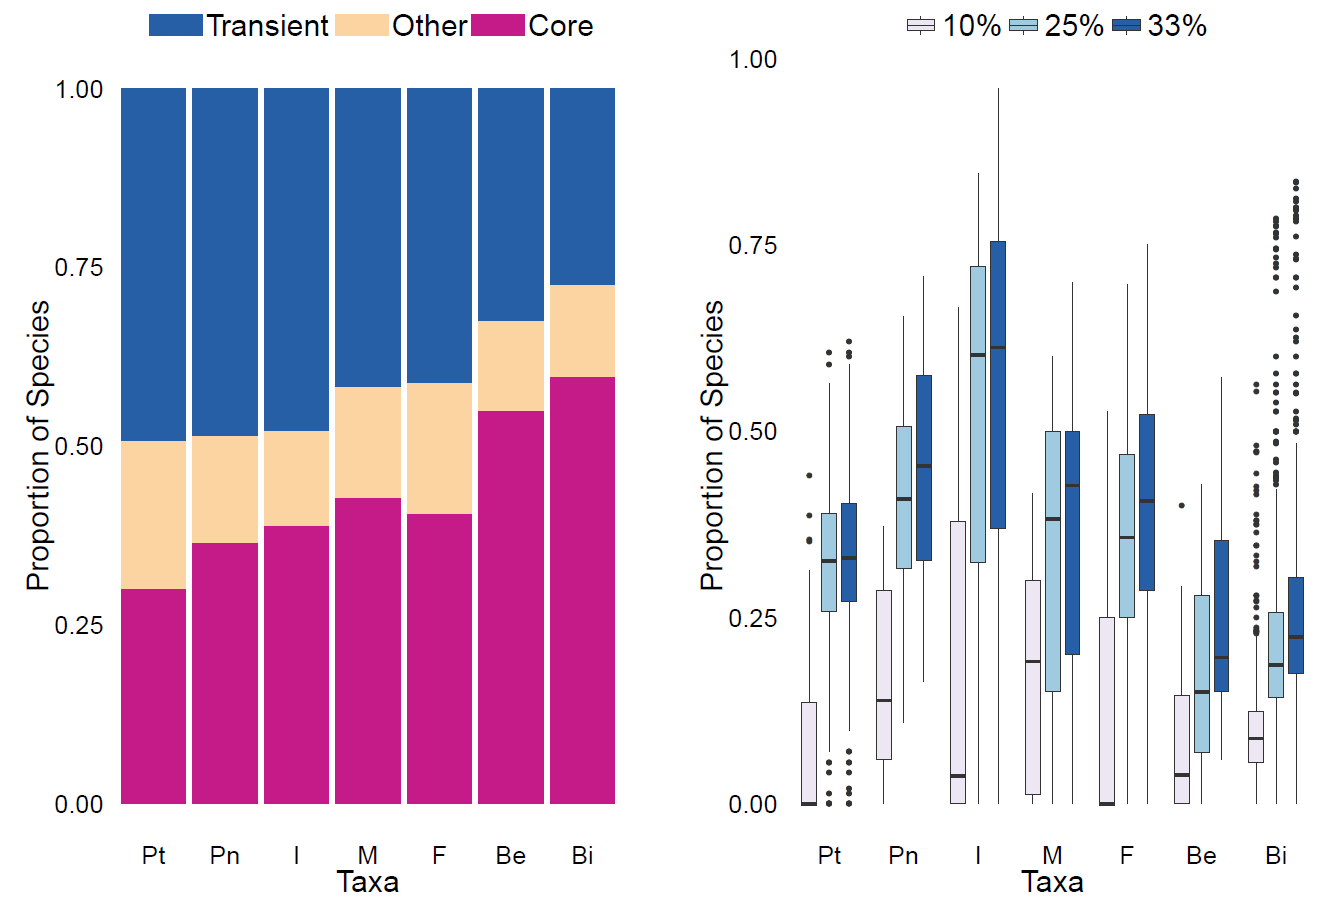 Transient Other Core
1.00
0.75
0.50
0.25
0.00
Proportion of Species
Pt Pn I M F Be Bi
Taxa
10% 25% 33%
1.00
0.75
0.50
0.25
0.00
Proportion of Species
Pt Pn I M F Be Bi
Taxa